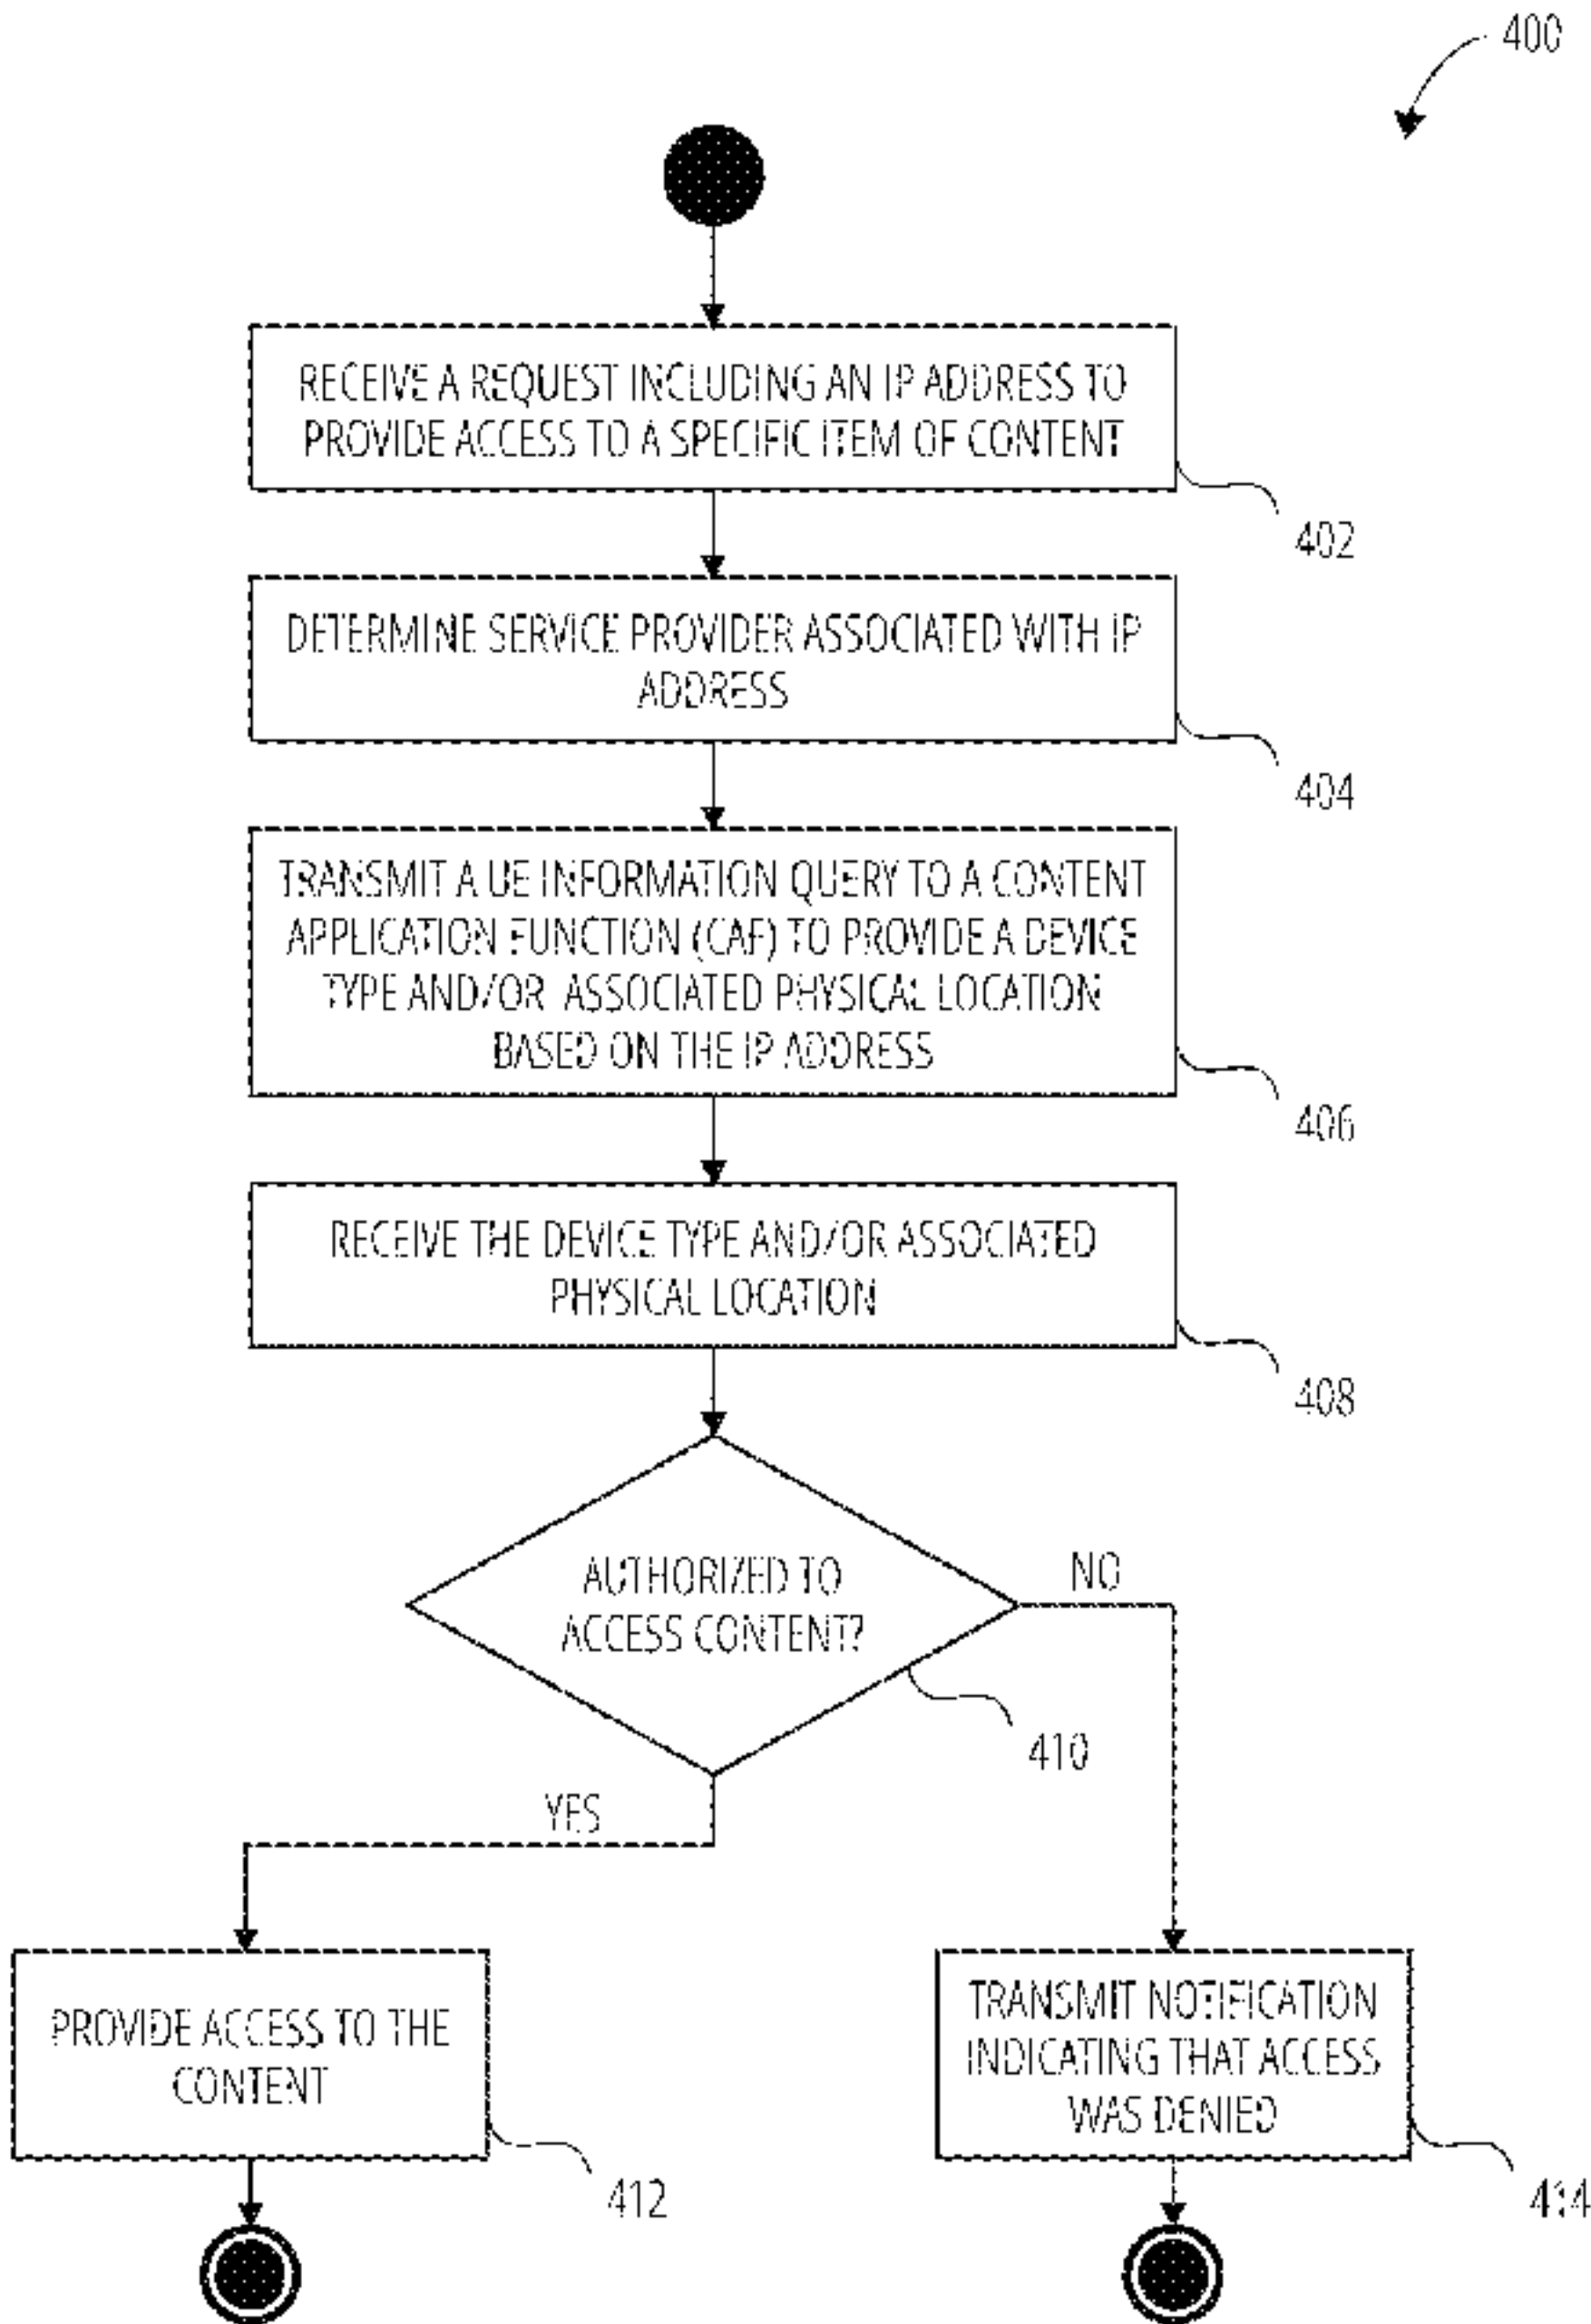 400
RECEIVE A REQUEST INCLUDING AN IP ADDRESS TO
PROVIDE ACCESS TO A SPECIFIC ITEM OF CONTENT
402
DETERMINE SERVICE PROVIDER ASSOCIATED WITH IP
ADDRESS
404
TRANSMIT A UE INFORMATION QUERY TO A CONTENT
APPLICATION FUNCTION (CAF) TO PROVIDE A DEVICE
TYPE AND/OR ASSOCIATED PHYSICAL LOCATION
BASED ON THE IP ADDRESS
406
RECEIVE THE DEVICE TYPE AND/OR ASSOCIATED
PHYSICAL LOCATION
408
AUTHORIZED TO
ACCESS CONTENT?
NO
410
YES
PROVIDE ACCESS TO THE
CONTENT
412
TRANSMIT NOTIFICATION
INDICATING THAT ACCESS
WAS DENIED
414